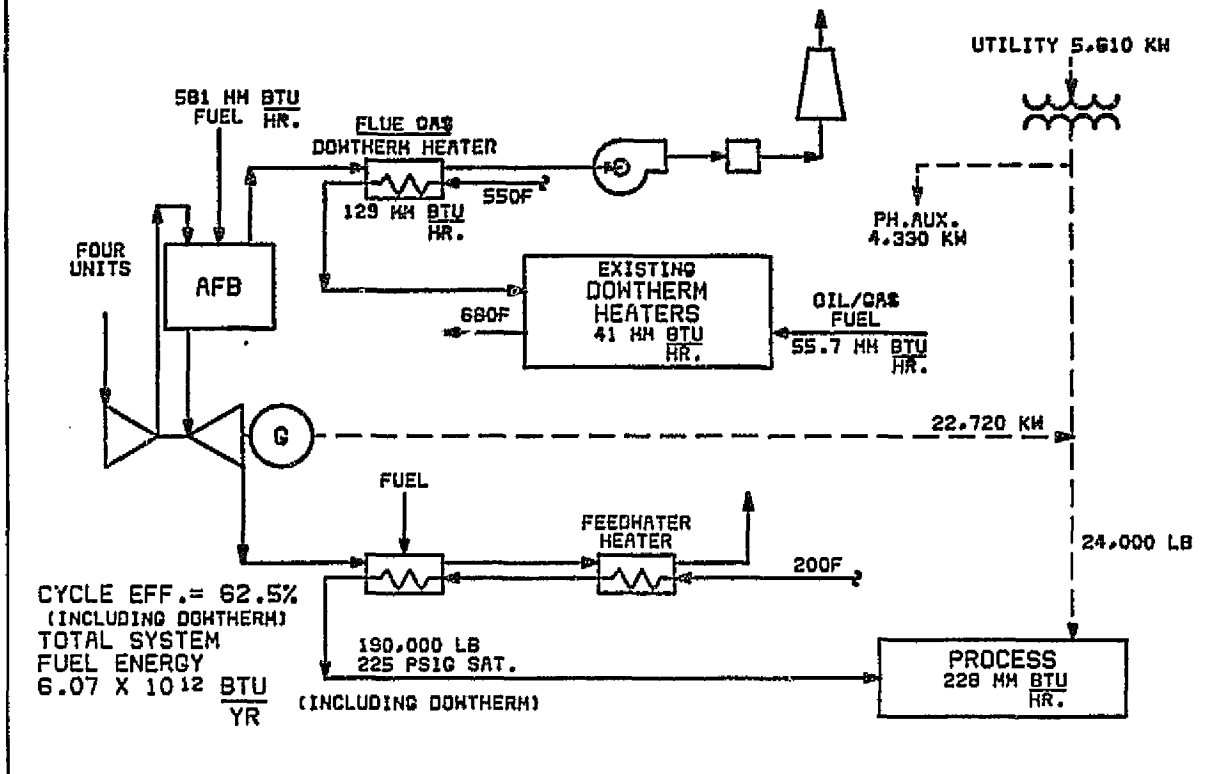 UTILITY 5,610 KW
581 MM BTU
FUEL HR.
FLUE GAS
DOWTHERM HEATER
550F
129 MM BTU
HR.
PH.AUX.
4,330 KW
FOUR
UNITS
AFB
EXISTING
DOWTHERM
HEATERS
41 MM BTU
HR.
680F
OIL/GAS
FUEL
55.7 MM BTU
HR.
G
22,720 KW
FUEL
FEEDWATER
HEATER
200F
24,000 LB
CYCLE EFF.= 62.5%
(INCLUDING DOWTHERM)
TOTAL SYSTEM
FUEL ENERGY
6.07 X 10¹² BTU
YR
190,000 LB
225 PSIG SAT.
(INCLUDING DOWTHERM)
PROCESS
228 MM BTU
HR.